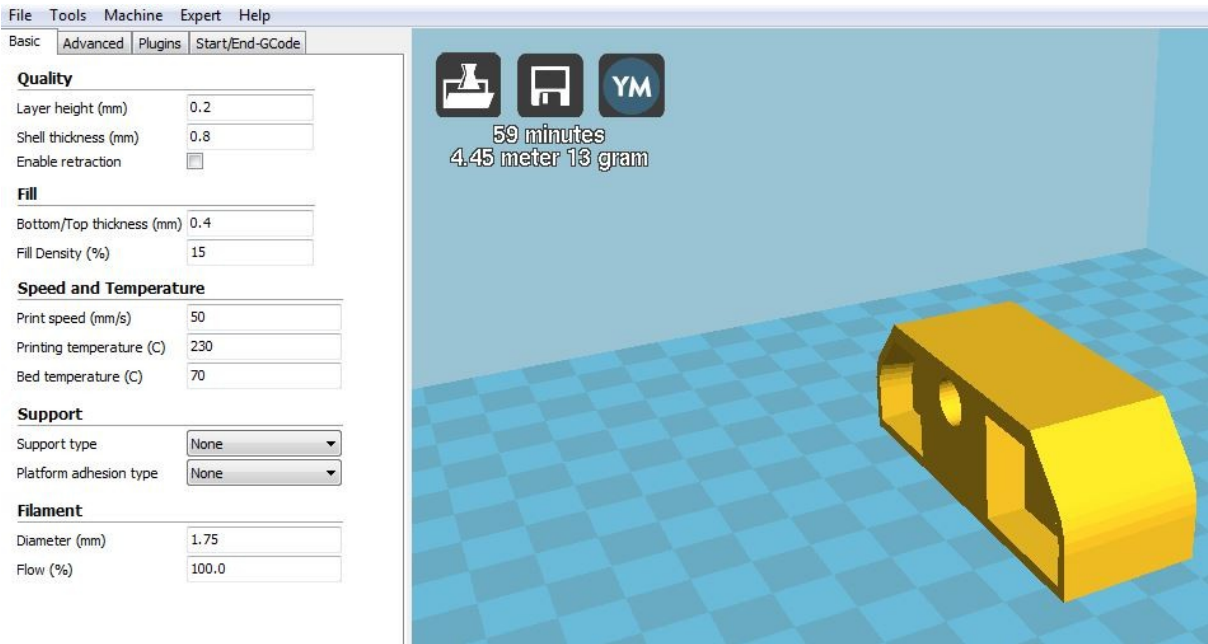 File Tools Machine Expert Help
Basic Advanced Plugins Start/End-GCode
Quality
Layer height (mm) 0.2
Shell thickness (mm) 0.8
Enable retraction
Fill
Bottom/Top thickness (mm) 0.4
Fill Density (%) 15
Speed and Temperature
Print speed (mm/s) 50
Printing temperature (C) 230
Bed temperature (C) 70
Support
Support type None
Platform adhesion type None
Filament
Diameter (mm) 1.75
Flow (%) 100.0
YM
59 minutes
4.45 meter 13 gram